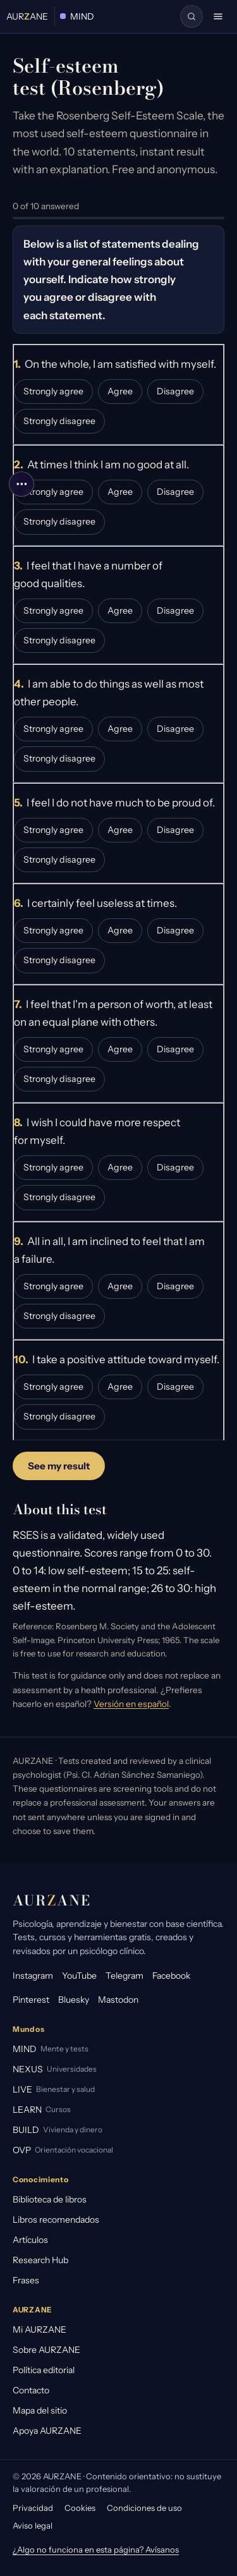 AURZANE MIND
Self-esteem
test (Rosenberg)
Take the Rosenberg Self-Esteem Scale, the
most used self-esteem questionnaire in
the world. 10 statements, instant result
with an explanation. Free and anonymous.
0 of 10 answered
Below is a list of statements dealing
with your general feelings about
yourself. Indicate how strongly
you agree or disagree with
each statement.
1. On the whole, I am satisfied with myself.
Strongly agree Agree Disagree
Strongly disagree
2. At times I think I am no good at all.
Strongly agree Agree Disagree
Strongly disagree
3. I feel that I have a number of
good qualities.
Strongly agree Agree Disagree
Strongly disagree
4. I am able to do things as well as most
other people.
Strongly agree Agree Disagree
Strongly disagree
5. I feel I do not have much to be proud of.
Strongly agree Agree Disagree
Strongly disagree
6. I certainly feel useless at times.
Strongly agree Agree Disagree
Strongly disagree
7. I feel that I'm a person of worth, at least
on an equal plane with others.
Strongly agree Agree Disagree
Strongly disagree
8. I wish I could have more respect
for myself.
Strongly agree Agree Disagree
Strongly disagree
9. All in all, I am inclined to feel that I am
a failure.
Strongly agree Agree Disagree
Strongly disagree
10. I take a positive attitude toward myself.
Strongly agree Agree Disagree
Strongly disagree
See my result
About this test
RSES is a validated, widely used
questionnaire. Scores range from 0 to 30.
0 to 14: low self-esteem; 15 to 25: self-
esteem in the normal range; 26 to 30: high
self-esteem.
Reference: Rosenberg M. Society and the Adolescent
Self-Image. Princeton University Press; 1965. The scale
is free to use for research and education.
This test is for guidance only and does not replace an
assessment by a health professional. ¿Prefieres
hacerlo en español? Versión en español.
AURZANE · Tests created and reviewed by a clinical
psychologist (Psi. Cl. Adrian Sánchez Samaniego).
These questionnaires are screening tools and do not
replace a professional assessment. Your answers are
not sent anywhere unless you are signed in and
choose to save them.
AURZANE
Psicología, aprendizaje y bienestar con base científica.
Tests, cursos y herramientas gratis, creados y
revisados por un psicólogo clínico.
Instagram YouTube Telegram Facebook
Pinterest Bluesky Mastodon
Mundos
MIND Mente y tests
NEXUS Universidades
LIVE Bienestar y salud
LEARN Cursos
BUILD Vivienda y dinero
OVP Orientación vocacional
Conocimiento
Biblioteca de libros
Libros recomendados
Artículos
Research Hub
Frases
AURZANE
Mi AURZANE
Sobre AURZANE
Política editorial
Contacto
Mapa del sitio
Apoya AURZANE
© 2026 AURZANE · Contenido orientativo: no sustituye
la valoración de un profesional.
Privacidad Cookies Condiciones de uso
Aviso legal
¿Algo no funciona en esta página? Avísanos